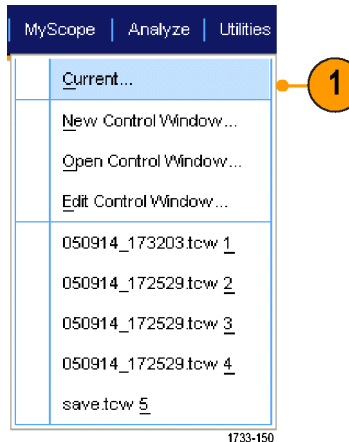 MyScope | Analyze | Utilities
Current...
1
New Control Window...
Open Control Window...
Edit Control Window...
050914_173203.tcw 1
050914_172529.tcw 2
050914_172529.tcw 3
050914_172529.tcw 4
save.tcw 5
1733-150